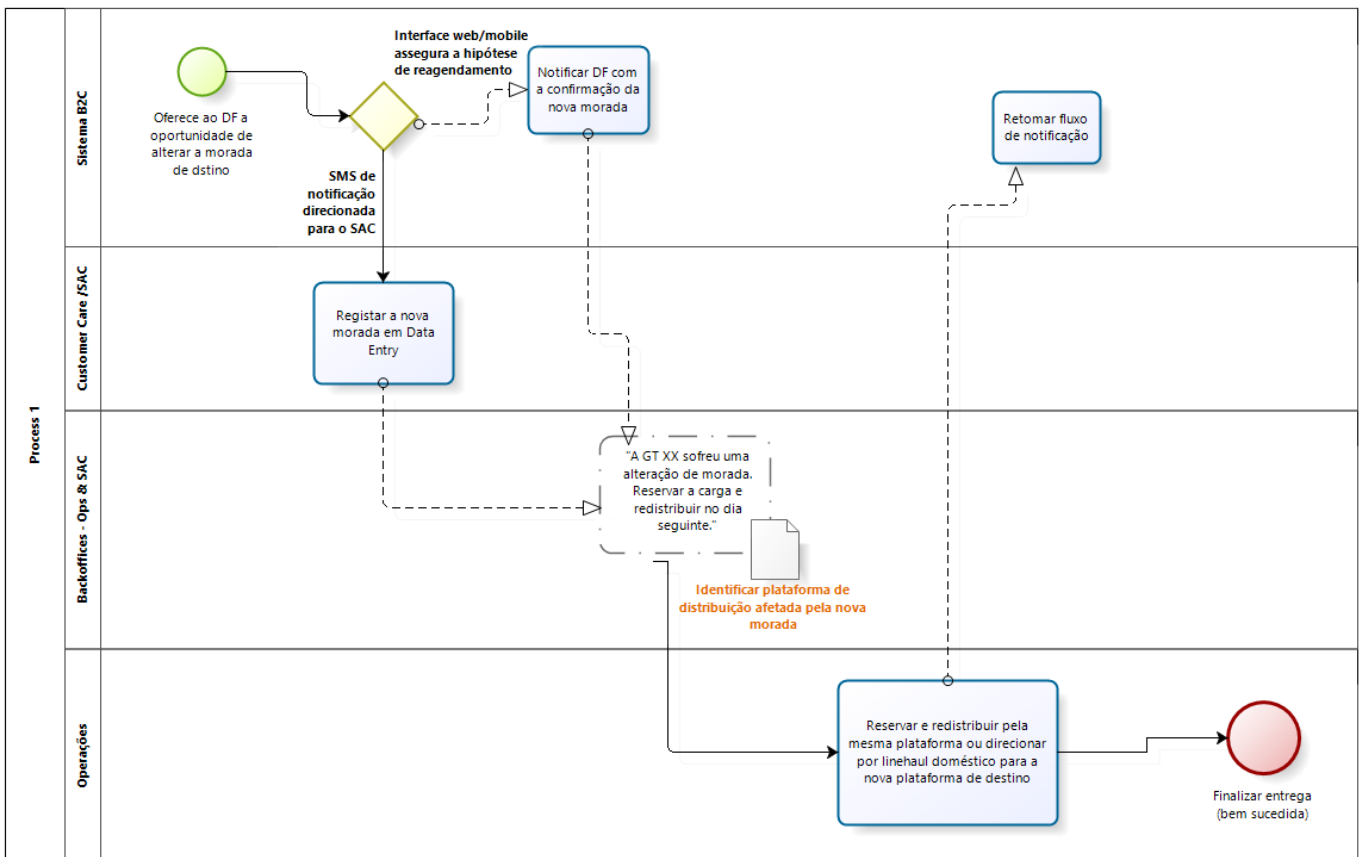 Process 1
Sistema B2C
Oferece ao DF a
oportunidade de
alterar a morada
de dstino
Interface web/mobile
assegura a hipótese
de reagendamento
Notificar DF com
a confirmação da
nova morada
Retomar fluxo
de notificação
SMS de
notificação
direcionada
para o SAC
Customer Care /SAC
Registar a nova
morada em Data
Entry
Backoffices - Ops & SAC
"A GT XX sofreu uma
alteração de morada.
Reservar a carga e
redistribuir no dia
seguinte."
Identificar plataforma de
distribuição afetada pela nova
morada
Operações
Reservar e redistribuir pela
mesma plataforma ou direcionar
por linehaul doméstico para a
nova plataforma de destino
Finalizar entrega
(bem sucedida)